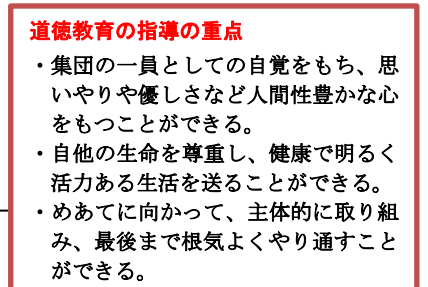 道徳教育の指導の重点
・集団の一員としての自覚をもち、思
いやりや優しさなど人間性豊かな心
をもつことができる。
・自他の生命を尊重し、健康で明るく
活力ある生活を送ることができる。
・めあてに向かって、主体的に取り組
み、最後まで根気よくやり通すこと
ができる。